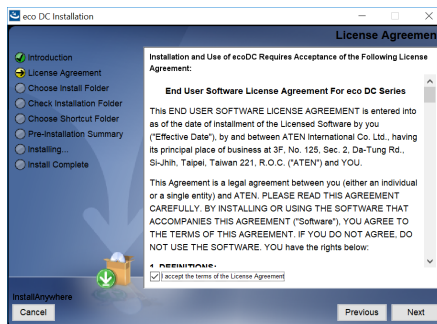 eco DC Installation
License Agreemen
Introduction
License Agreement
Choose Install Folder
Check Installation Folder
Choose Shortcut Folder
Pre-Installation Summary
Installing...
Install Complete
Installation and Use of ecoDC Requires Acceptance of the Following License
Agreement:
End User Software License Agreement For eco DC Series
This END USER SOFTWARE LICENSE AGREEMENT is entered into
as of the date of installment of the Licensed Software by you
("Effective Date"), by and between ATEN International Co. Ltd., having
its principal place of business at 3F, No. 125, Sec. 2, Da-Tung Rd.,
Si-Jhih, Taipei, Taiwan 221, R.O.C. ("ATEN") and YOU.
This Agreement is a legal agreement between you (either an individual
or a single entity) and ATEN. PLEASE READ THIS AGREEMENT
CAREFULLY. BY INSTALLING OR USING THE SOFTWARE THAT
ACCOMPANIES THIS AGREEMENT ("Software"), YOU AGREE TO
THE TERMS OF THIS AGREEMENT. IF YOU DO NOT AGREE, DO
NOT USE THE SOFTWARE. YOU have the rights below:
1. DEFINITIONS:
I accept the terms of the License Agreement
InstallAnywhere
Cancel
Previous
Next